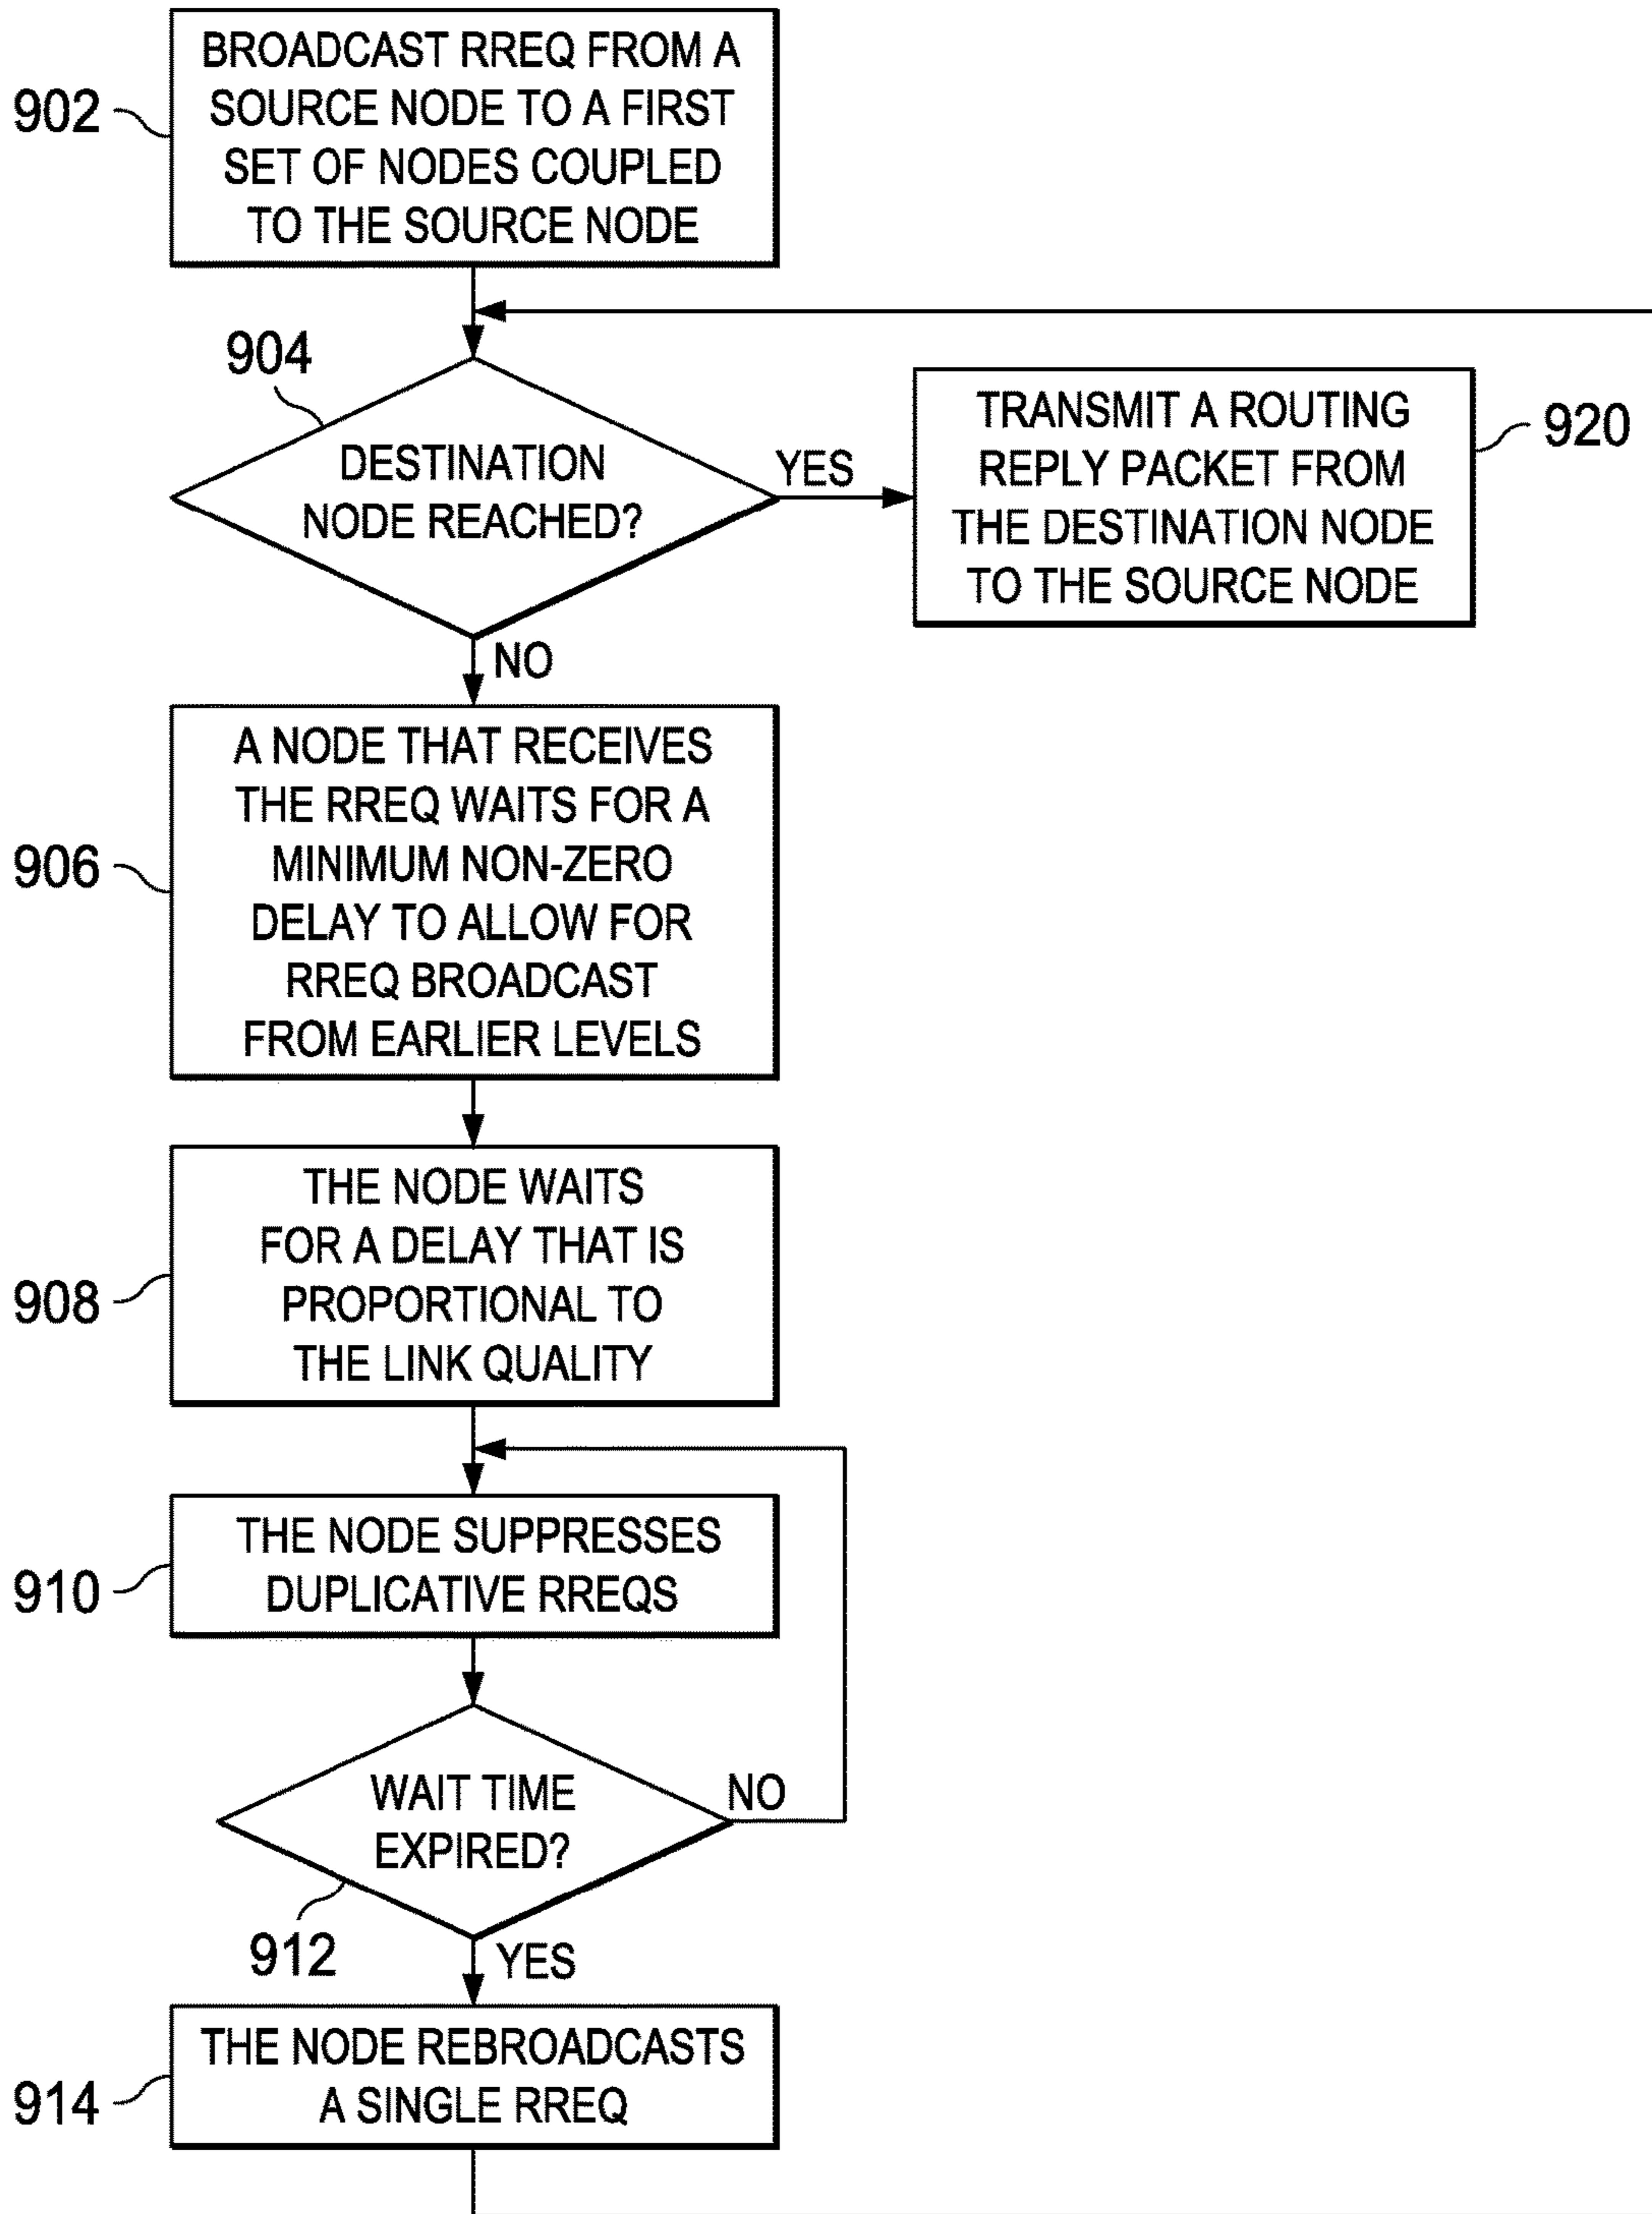 902
BROADCAST RREQ FROM A
SOURCE NODE TO A FIRST
SET OF NODES COUPLED
TO THE SOURCE NODE
904
DESTINATION
NODE REACHED?
YES
TRANSMIT A ROUTING
REPLY PACKET FROM
THE DESTINATION NODE
TO THE SOURCE NODE
920
NO
906
A NODE THAT RECEIVES
THE RREQ WAITS FOR A
MINIMUM NON-ZERO
DELAY TO ALLOW FOR
RREQ BROADCAST
FROM EARLIER LEVELS
908
THE NODE WAITS
FOR A DELAY THAT IS
PROPORTIONAL TO
THE LINK QUALITY
910
THE NODE SUPPRESSES
DUPLICATIVE RREQS
WAIT TIME
EXPIRED?
NO
912
YES
914
THE NODE REBROADCASTS
A SINGLE RREQ